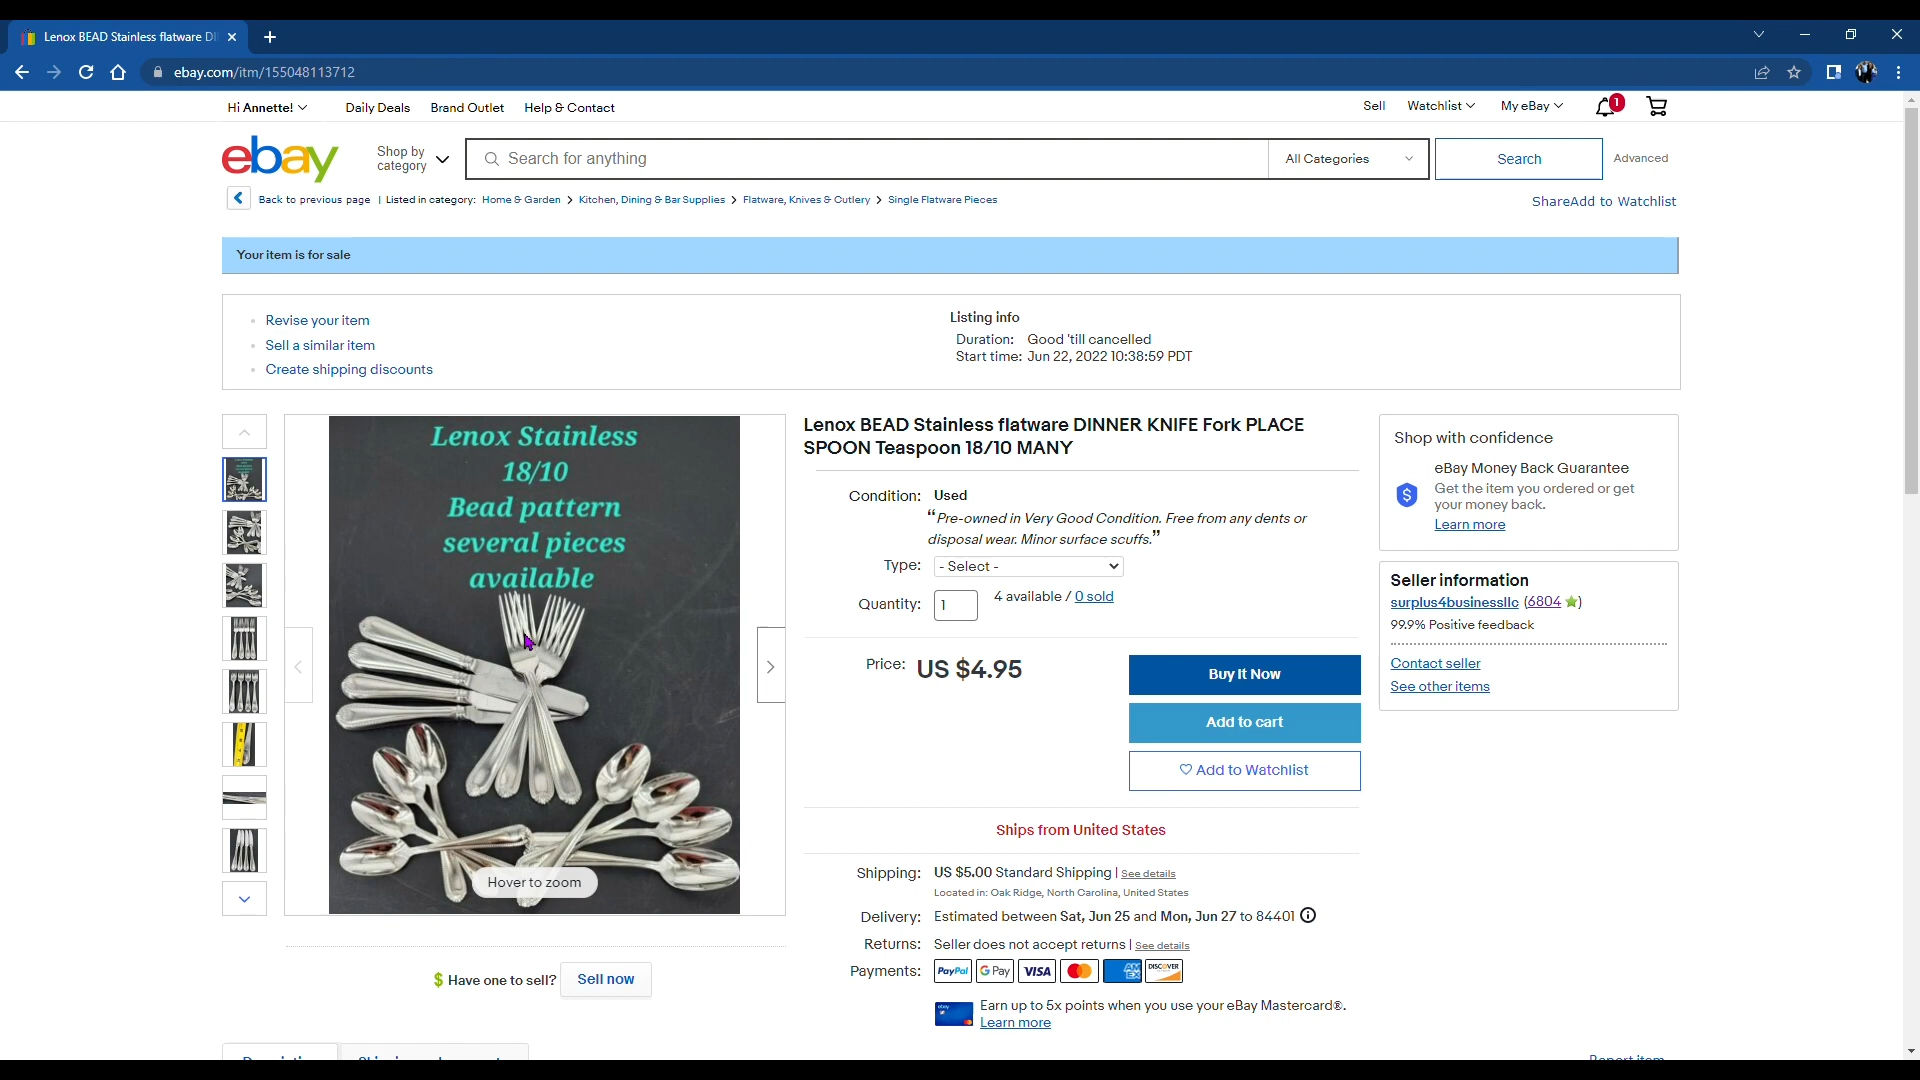 Lenox BEAD Stainless flatware DI
ebay.com/itm/155048113712
Hi Annette!
Daily Deals
Brand Outlet
Help & Contact
Sell
Watchlist
My eBay
1
ebay
Shop by
category
Search for anything
All Categories
Search
Advanced
Back to previous page | Listed in category: Home & Garden > Kitchen, Dining & Bar Supplies > Flatware, Knives & Cutlery > Single Flatware Pieces
ShareAdd to Watchlist
Your item is for sale
Revise your item
Sell a similar item
Create shipping discounts
Listing info
Duration: Good 'till cancelled
Start time: Jun 22, 2022 10:38:59 PDT
Lenox Stainless
18/10
Bead pattern
several pieces
available
Hover to zoom
$ Have one to sell?
Sell now
Lenox BEAD Stainless flatware DINNER KNIFE Fork PLACE
SPOON Teaspoon 18/10 MANY
Condition: Used
“Pre-owned in Very Good Condition. Free from any dents or
disposal wear. Minor surface scuffs.”
Type: - Select -
Quantity: 1 4 available / 0 sold
Price: US $4.95
Buy It Now
Add to cart
Add to Watchlist
Ships from United States
Shipping: US $5.00 Standard Shipping | See details
Located in: Oak Ridge, North Carolina, United States
Delivery: Estimated between Sat, Jun 25 and Mon, Jun 27 to 84401
Returns: Seller does not accept returns | See details
Payments: PayPal G Pay VISA AM EX DISCOVER
Earn up to 5x points when you use your eBay Mastercard®.
Learn more
Shop with confidence
eBay Money Back Guarantee
Get the item you ordered or get
your money back.
Learn more
Seller information
surplus4businessllc (6804)
99.9% Positive feedback
Contact seller
See other items
Report item